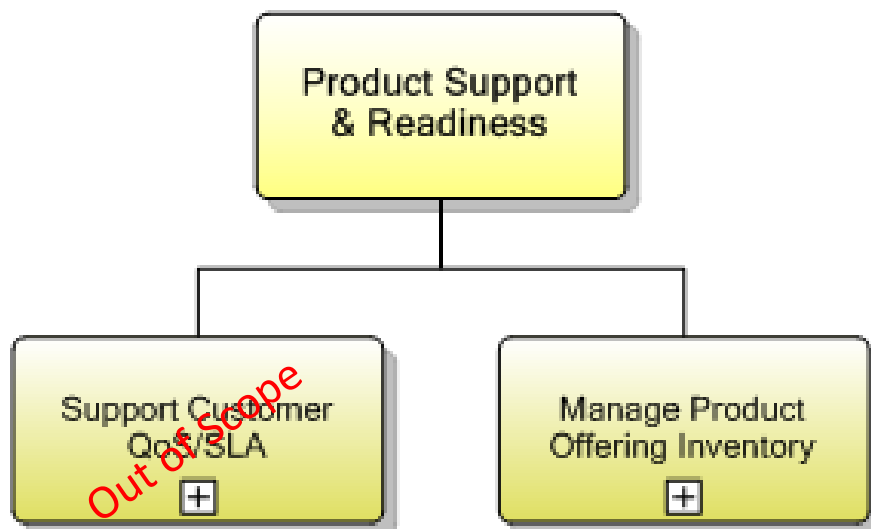 Product Support
& Readiness
Support Customer
QoS/SLA
Out of Scope
Manage Product
Offering Inventory